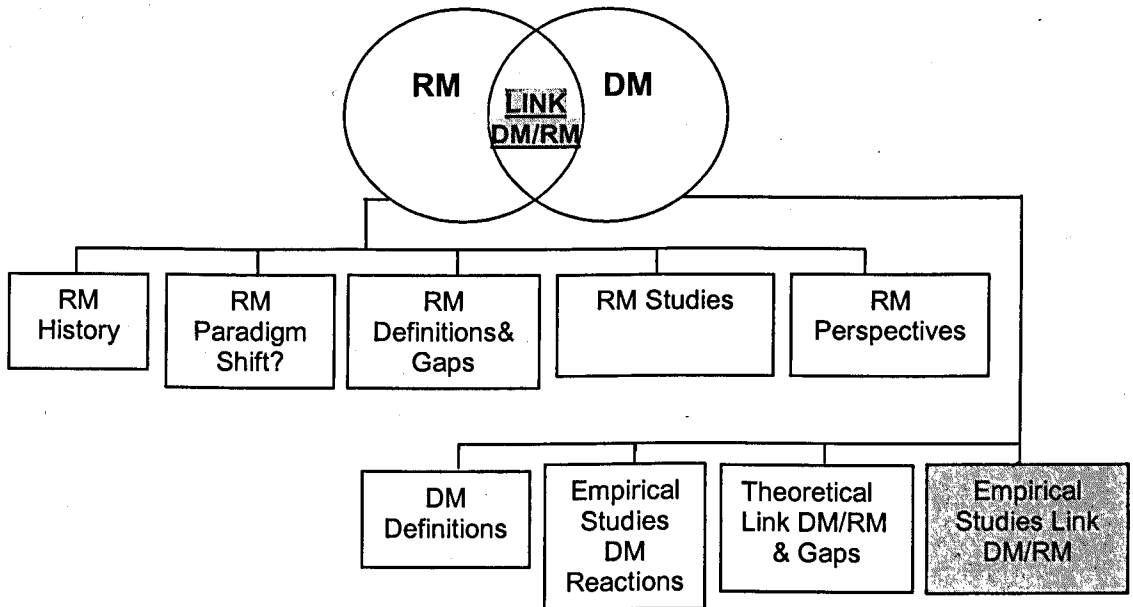 RM
DM
LINK
DM/RM
RM
History
RM
Paradigm
Shift?
RM
Definitions&
Gaps
RM Studies
RM
Perspectives
DM
Definitions
Empirical
Studies
DM
Reactions
Theoretical
Link DM/RM
& Gaps
Empirical
Studies Link
DM/RM